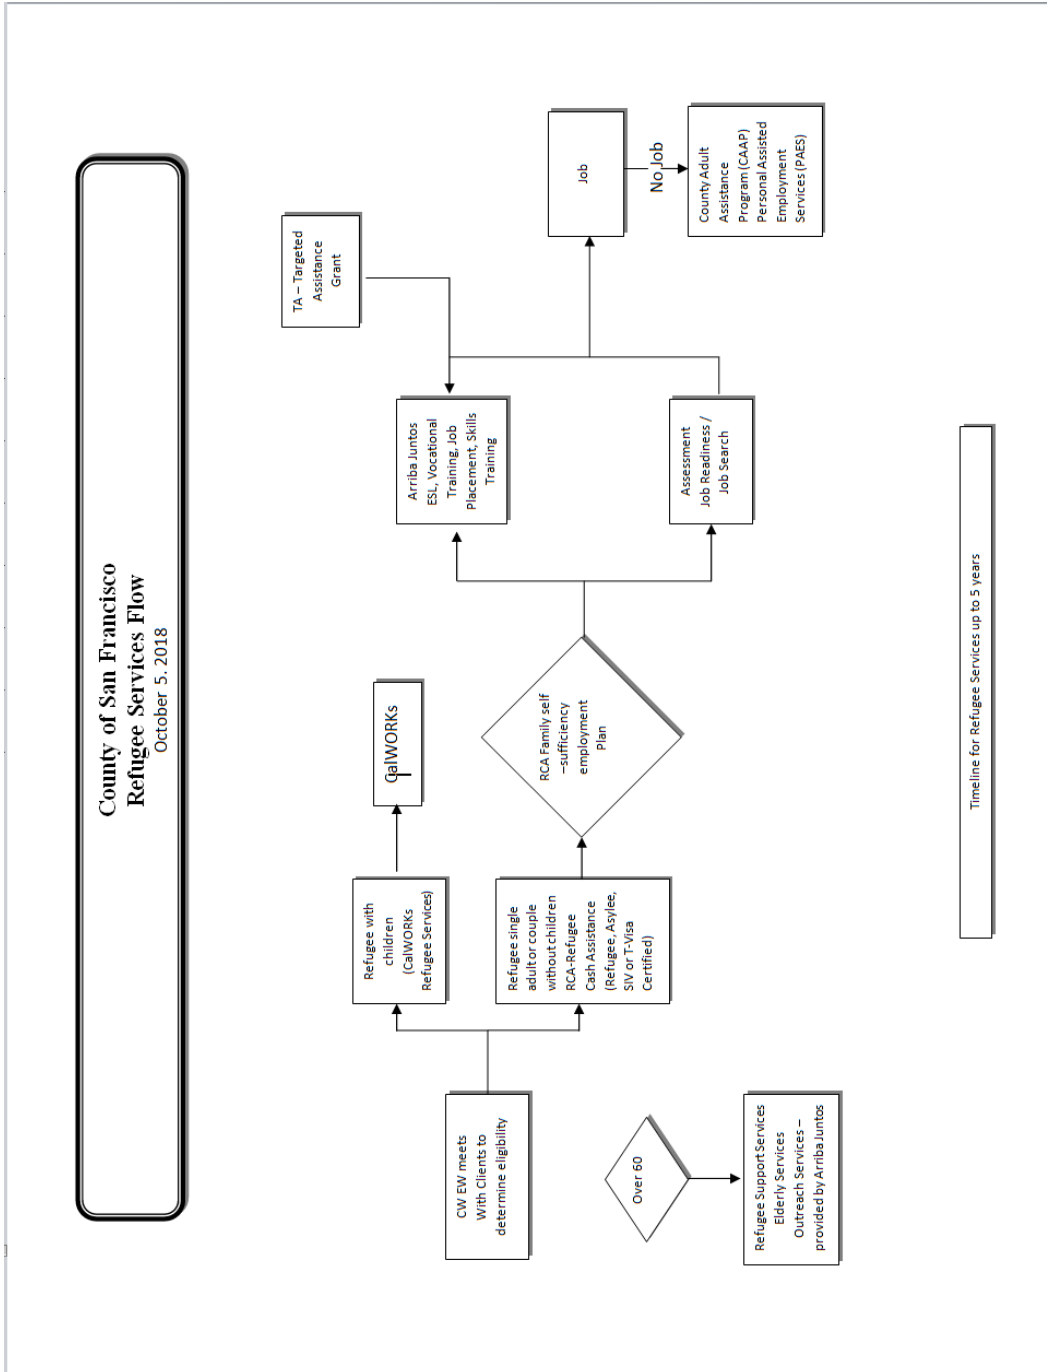 County of San Francisco
Refugee Services Flow
October 5. 2018
TA – Targeted
Assistance
Grant
Refugee with
children
(CalWORKs
Refugee Services)
CalWORKs
Arriba Juntos
ESL, Vocational
Training, Job
Placement, Skills
Training
Job
No Job
CW EW meets
With Clients to
determine eligibility
Refugee single
adult or couple
without children
RCA-Refugee
Cash Assistance
(Refugee, Asylee,
SIV or T-Visa
Certified)
RCA Family self
–sufficiency
employment
Plan
Assessment
Job Readiness /
Job Search
County Adult
Assistance
Program (CAAP)
Personal Assisted
Employment
Services (PAES)
Over 60
Refugee Support Services
Elderly Services
Outreach Services –
provided by Arriba Juntos
Timeline for Refugee Services up to 5 years